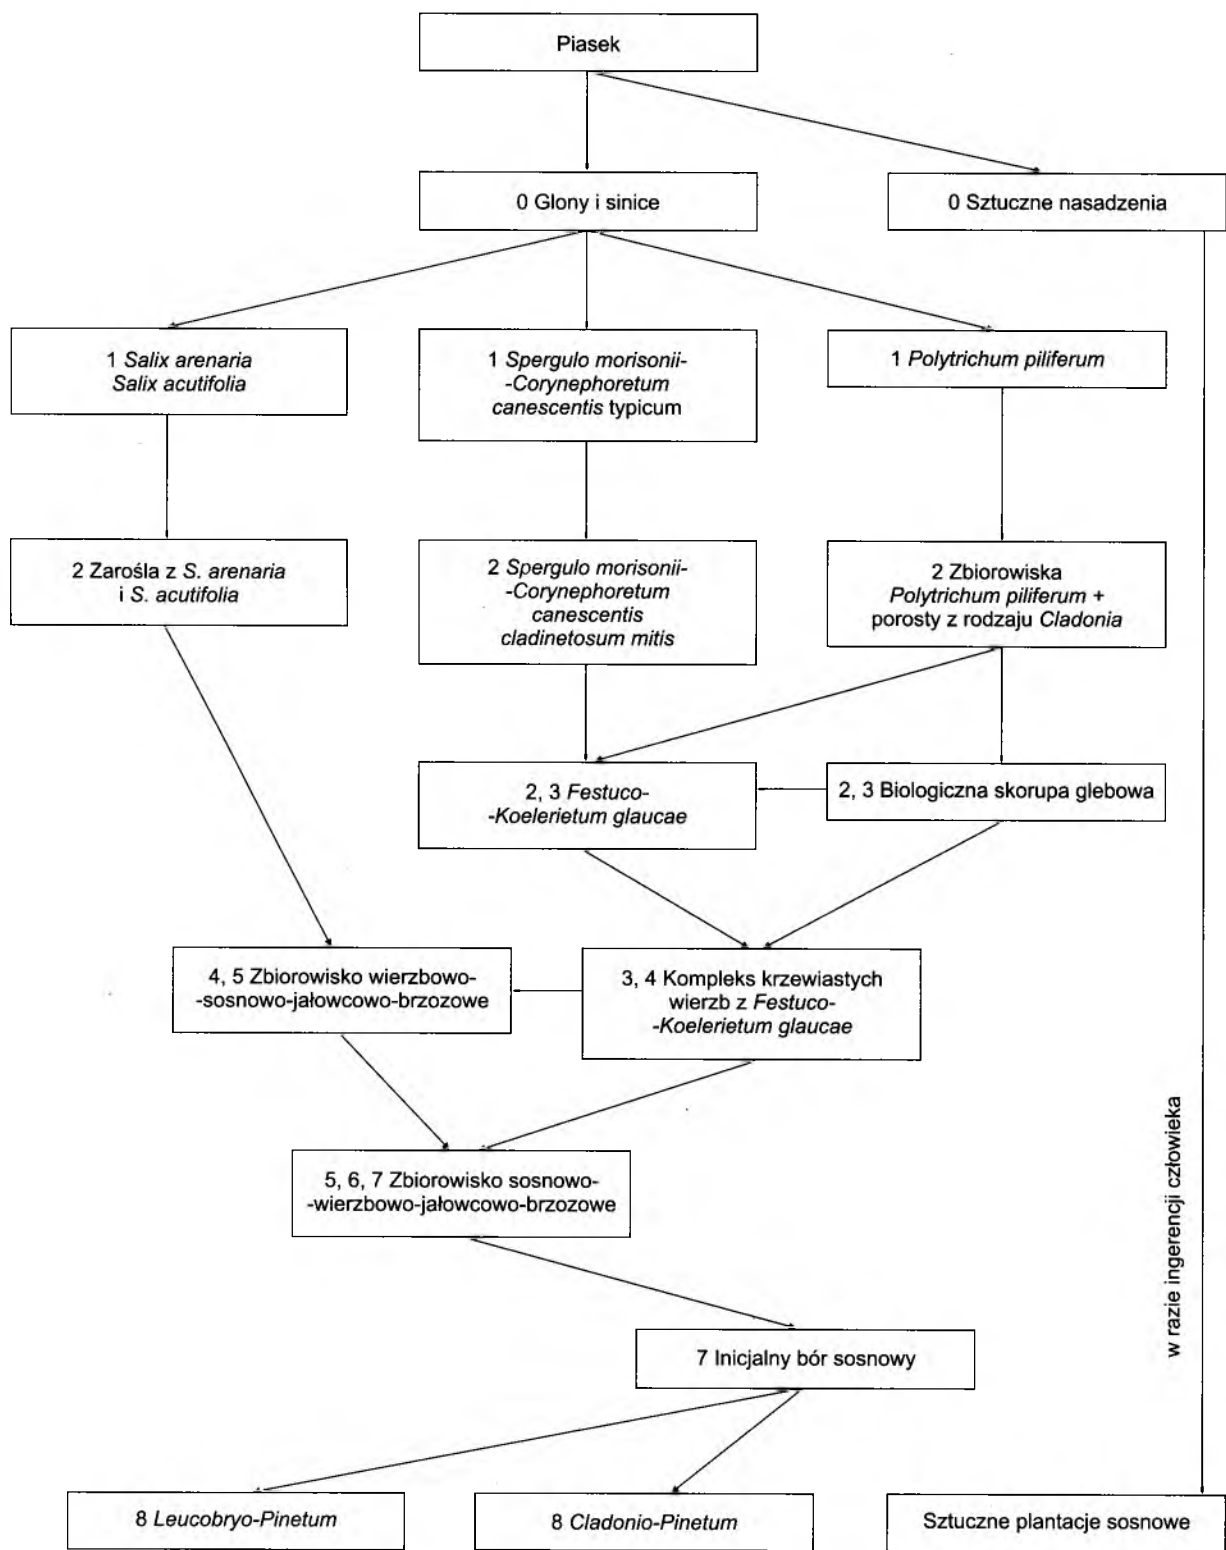 Piasek
0 Glony i sinice
0 Sztuczne nasadzenia
1 Salix arenaria
Salix acutifolia
1 Spergulo morisonii-
-Corynephoretum
canescentis typicum
1 Polytrichum piliferum
2 Zarośla z S. arenaria
i S. acutifolia
2 Spergulo morisonii-
-Corynephoretum
canescentis
cladinetosum mitis
2 Zbiorowiska
Polytrichum piliferum +
porosty z rodzaju Cladonia
2, 3 Festuco-
-Koelerietum glaucae
2, 3 Biologiczna skorupa glebowa
4, 5 Zbiorowisko wierzbowo-
-sosnowo-jałowcowo-brzozowe
3, 4 Kompleks krzewiastych
wierzb z Festuco-
-Koelerietum glaucae
5, 6, 7 Zbiorowisko sosnowo-
-wierzbowo-jałowcowo-brzozowe
w razie ingerencji człowieka
7 Inicjalny bór sosnowy
8 Leucobryo-Pinetum
8 Cladonio-Pinetum
Sztuczne plantacje sosnowe